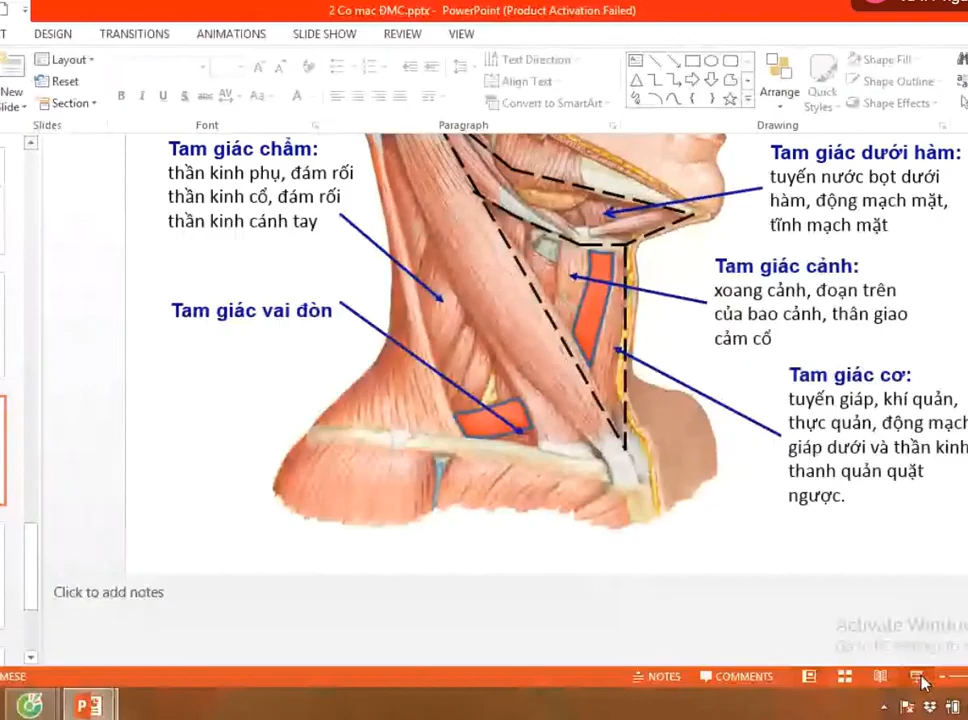 2 Co mac ĐMC.pptx - PowerPoint (Product Activation Failed)
DESIGN TRANSITIONS ANIMATIONS SLIDE SHOW REVIEW VIEW
Layout
Text Direction
Shape Fill
New
Slide
Reset
Align Text
Shape Outline
Section
Convert to SmartArt
Arrange
Quick
Styles
Shape Effects
Slides
Font
Paragraph
Drawing
Tam giác chẩm:
thần kinh phụ, đám rối
thần kinh cổ, đám rối
thần kinh cánh tay
Tam giác vai đòn
Tam giác dưới hàm:
tuyến nước bọt dưới
hàm, động mạch mặt,
tĩnh mạch mặt
Tam giác cảnh:
xoang cảnh, đoạn trên
của bao cảnh, thân giao
cảm cổ
Tam giác cơ:
tuyến giáp, khí quản,
thực quản, động mạch
giáp dưới và thần kinh
thanh quản quặt
ngược.
Click to add notes
Activate Window
MESE
NOTES
COMMENTS